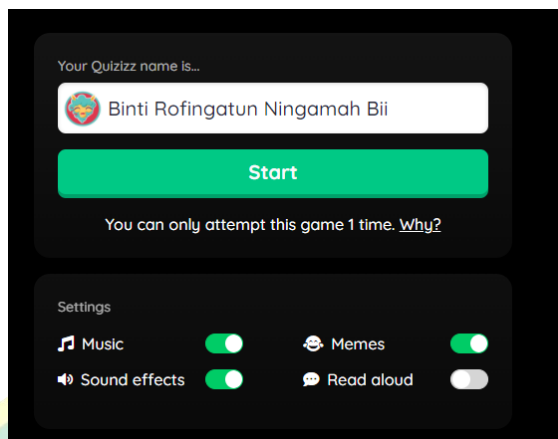 Your Quizizz name is...
Binti Rofingatun Ningamah Bii
Start
You can only attempt this game 1 time. Why?
Settings
Music
Memes
Sound effects
Read aloud